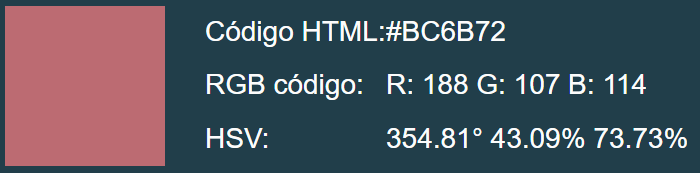 Código HTML:#BC6B72
RGB código: R: 188 G: 107 B: 114
HSV: 354.81° 43.09% 73.73%